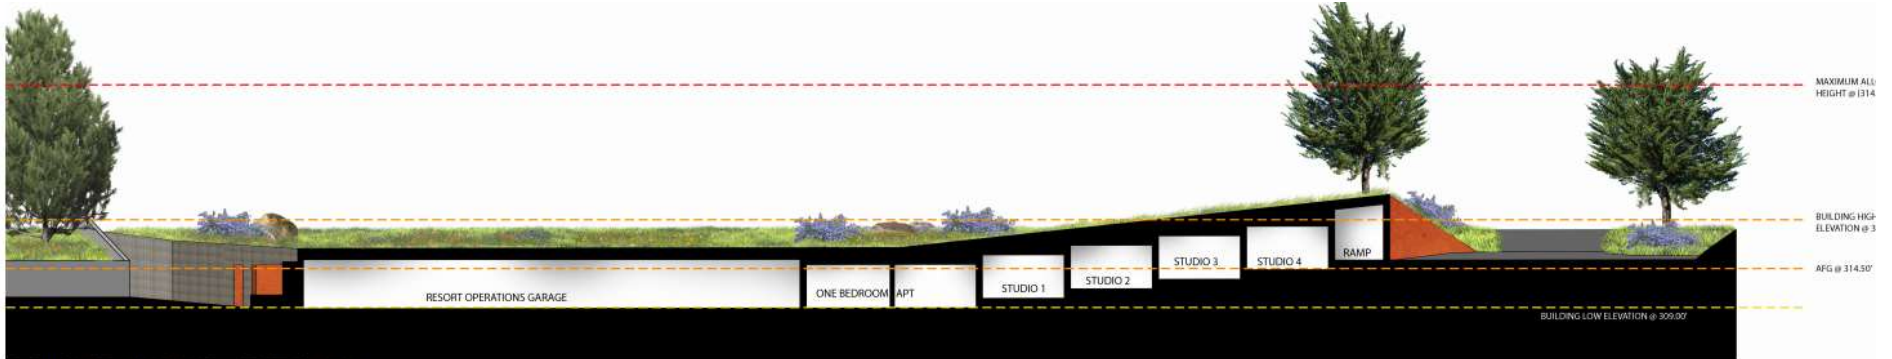 MAXIMUM ALL
HEIGHT @ (314.
BUILDING HIGH
ELEVATION @ 3
AFG @ 314.50'
RESORT OPERATIONS GARAGE
ONE BEDROOM APT
STUDIO 1
STUDIO 2
STUDIO 3
STUDIO 4
RAMP
BUILDING LOW ELEVATION @ 309.00'